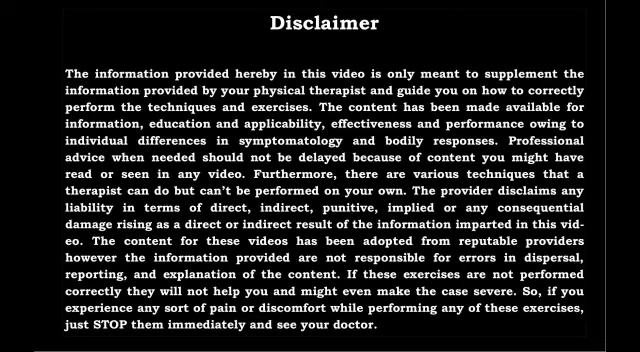 Disclaimer
The information provided hereby in this video is only meant to supplement the
information provided by your physical therapist and guide you on how to correctly
perform the techniques and exercises. The content has been made available for
information, education and applicability, effectiveness and performance owing to
individual differences in symptomatology and bodily responses. Professional
advice when needed should not be delayed because of content you might have
read or seen in any video. Furthermore, there are various techniques that a
therapist can do but can't be performed on your own. The provider disclaims any
liability in terms of direct, indirect, punitive, implied or any consequential
damage rising as a direct or indirect result of the information imparted in this vid-
eo. The content for these videos has been adopted from reputable providers
however the information provided are not responsible for errors in dispersal,
reporting, and explanation of the content. If these exercises are not performed
correctly they will not help you and might even make the case severe. So, if you
experience any sort of pain or discomfort while performing any of these exercises,
just STOP them immediately and see your doctor.